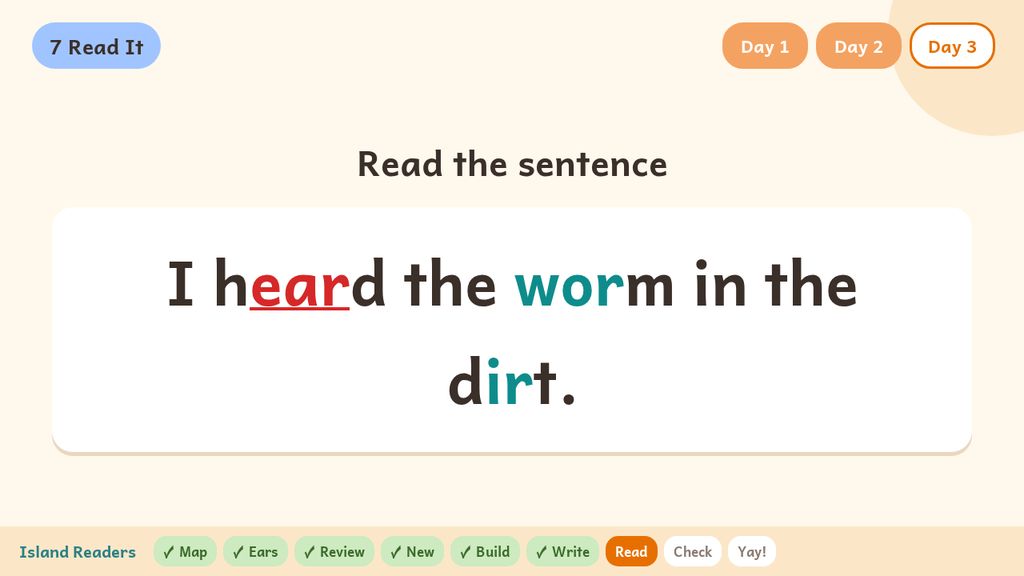 7 Read It
Day 1
Day 2
Day 3
Read the sentence
I heard the worm in the
dirt.
Island Readers
✓ Map
✓ Ears
✓ Review
✓ New
✓ Build
✓ Write
Read
Check
Yay!